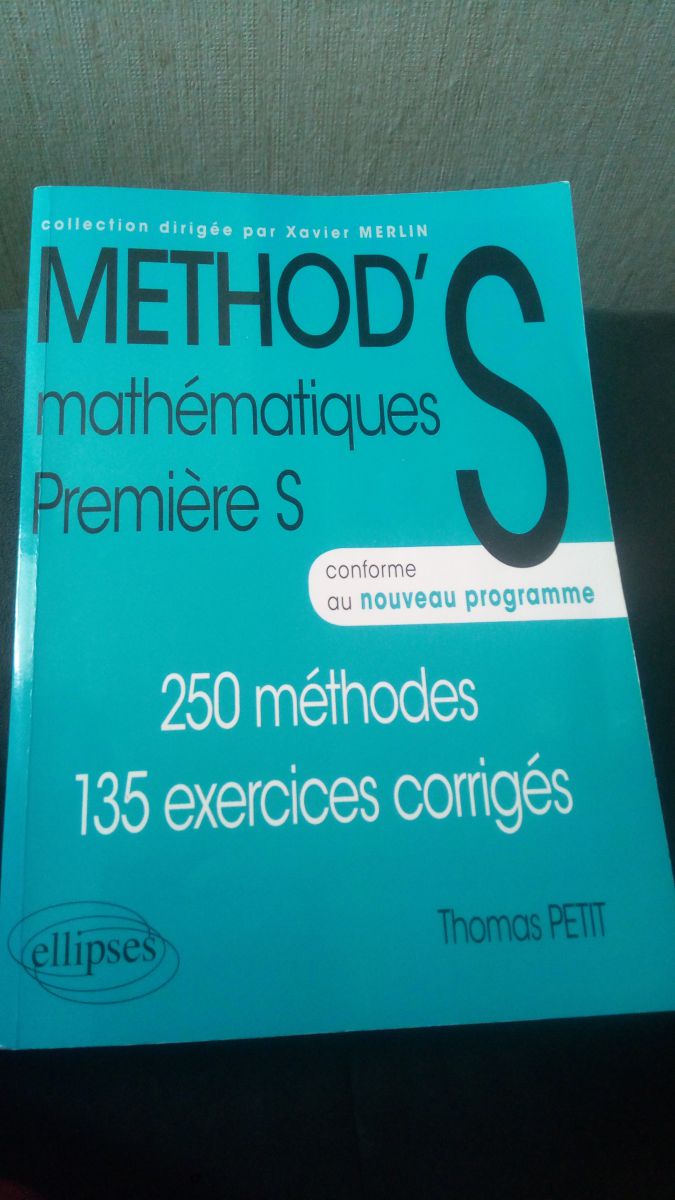 collection dirigée par Xavier MERLIN
METHOD'S
mathématiques
Première S
conforme
au nouveau programme
250 méthodes
135 exercices corrigés
Thomas PETIT
ellipses